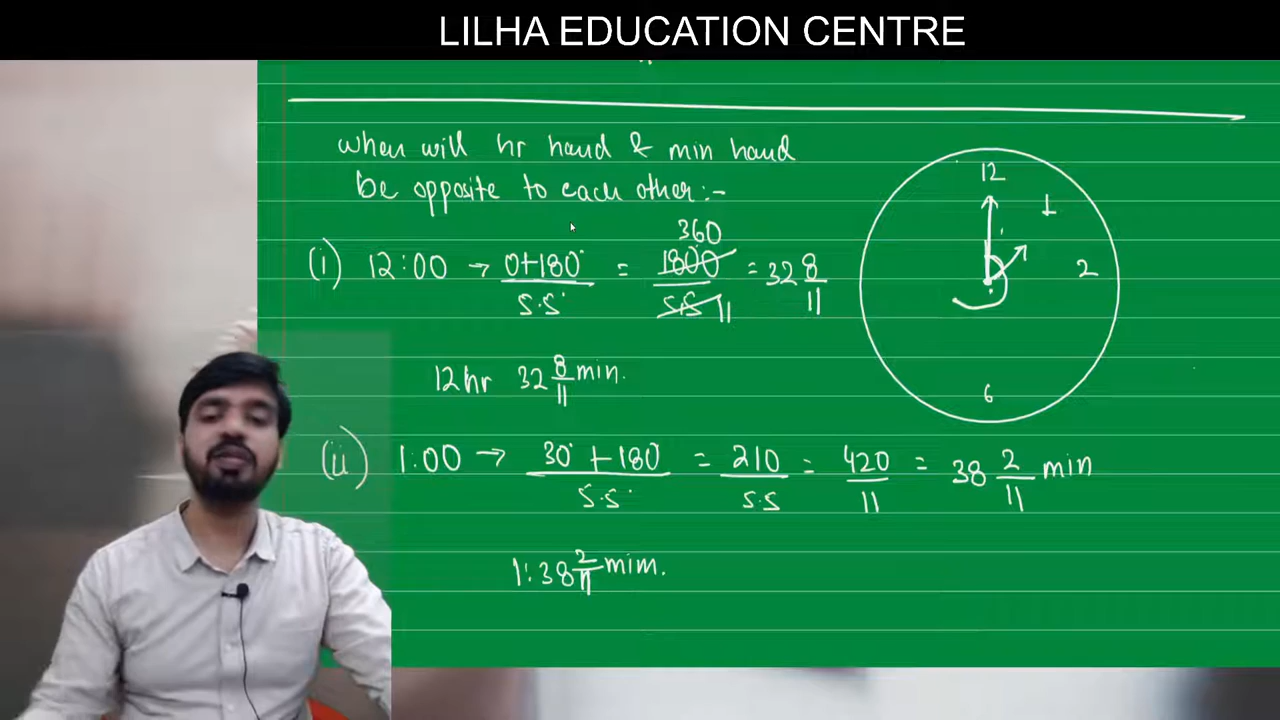 LILHA EDUCATION CENTRE
when will hr hand & min hand
be opposite to each other:-
(i) 12:00 → 0+180° / 5.5° = 1800 360 / 55 11 = 32 8/11
12hr 32 8/11 min.
(ii) 1:00 → 30° + 180 / 5.5° = 210 / 5.5 = 420 / 11 = 38 2/11 min
1:38 2/11 mim.
12
1
2
6